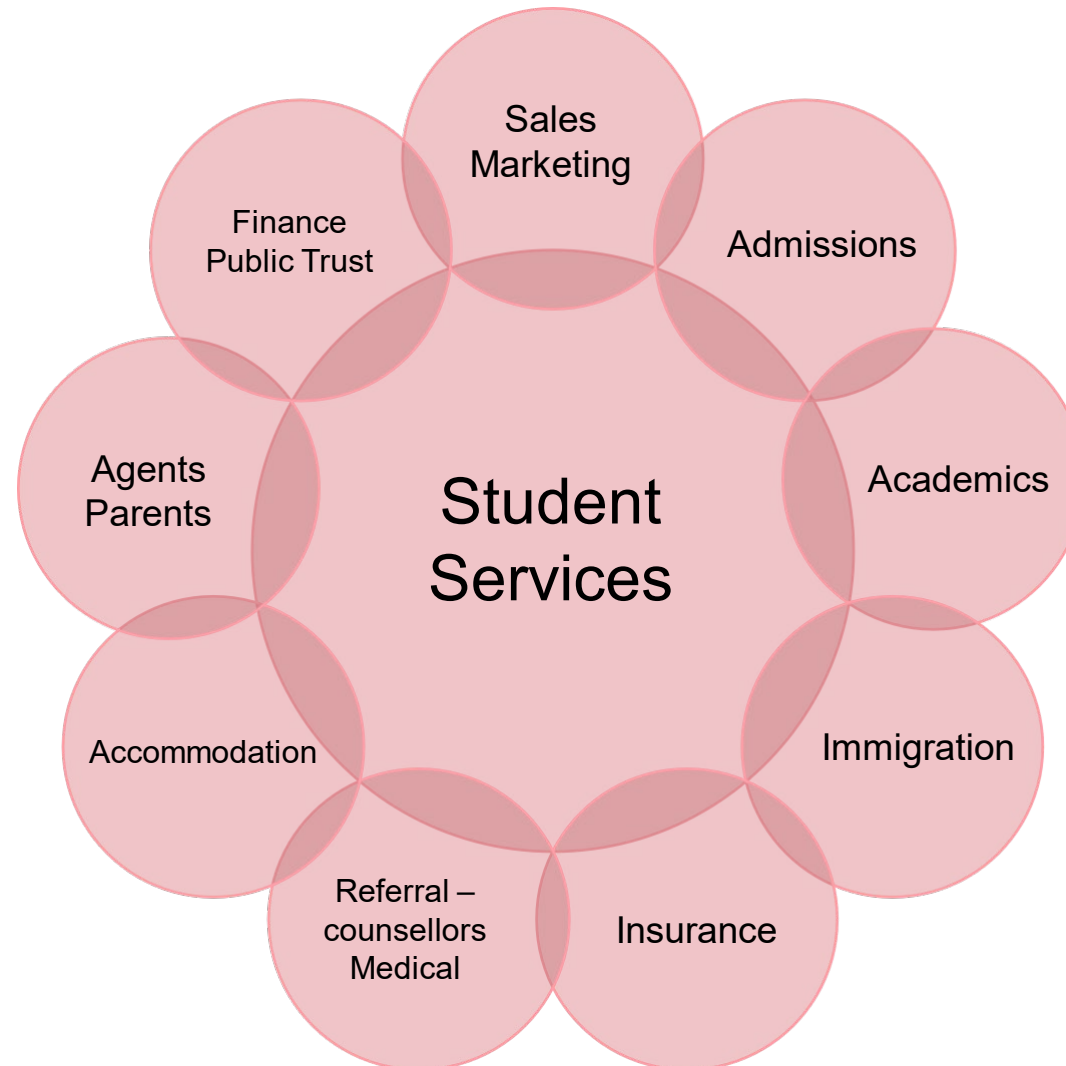 Sales
Marketing
Finance
Public Trust
Admissions
Agents
Parents
Academics
Student
Services
Accommodation
Immigration
Referral –
counsellors
Medical
Insurance